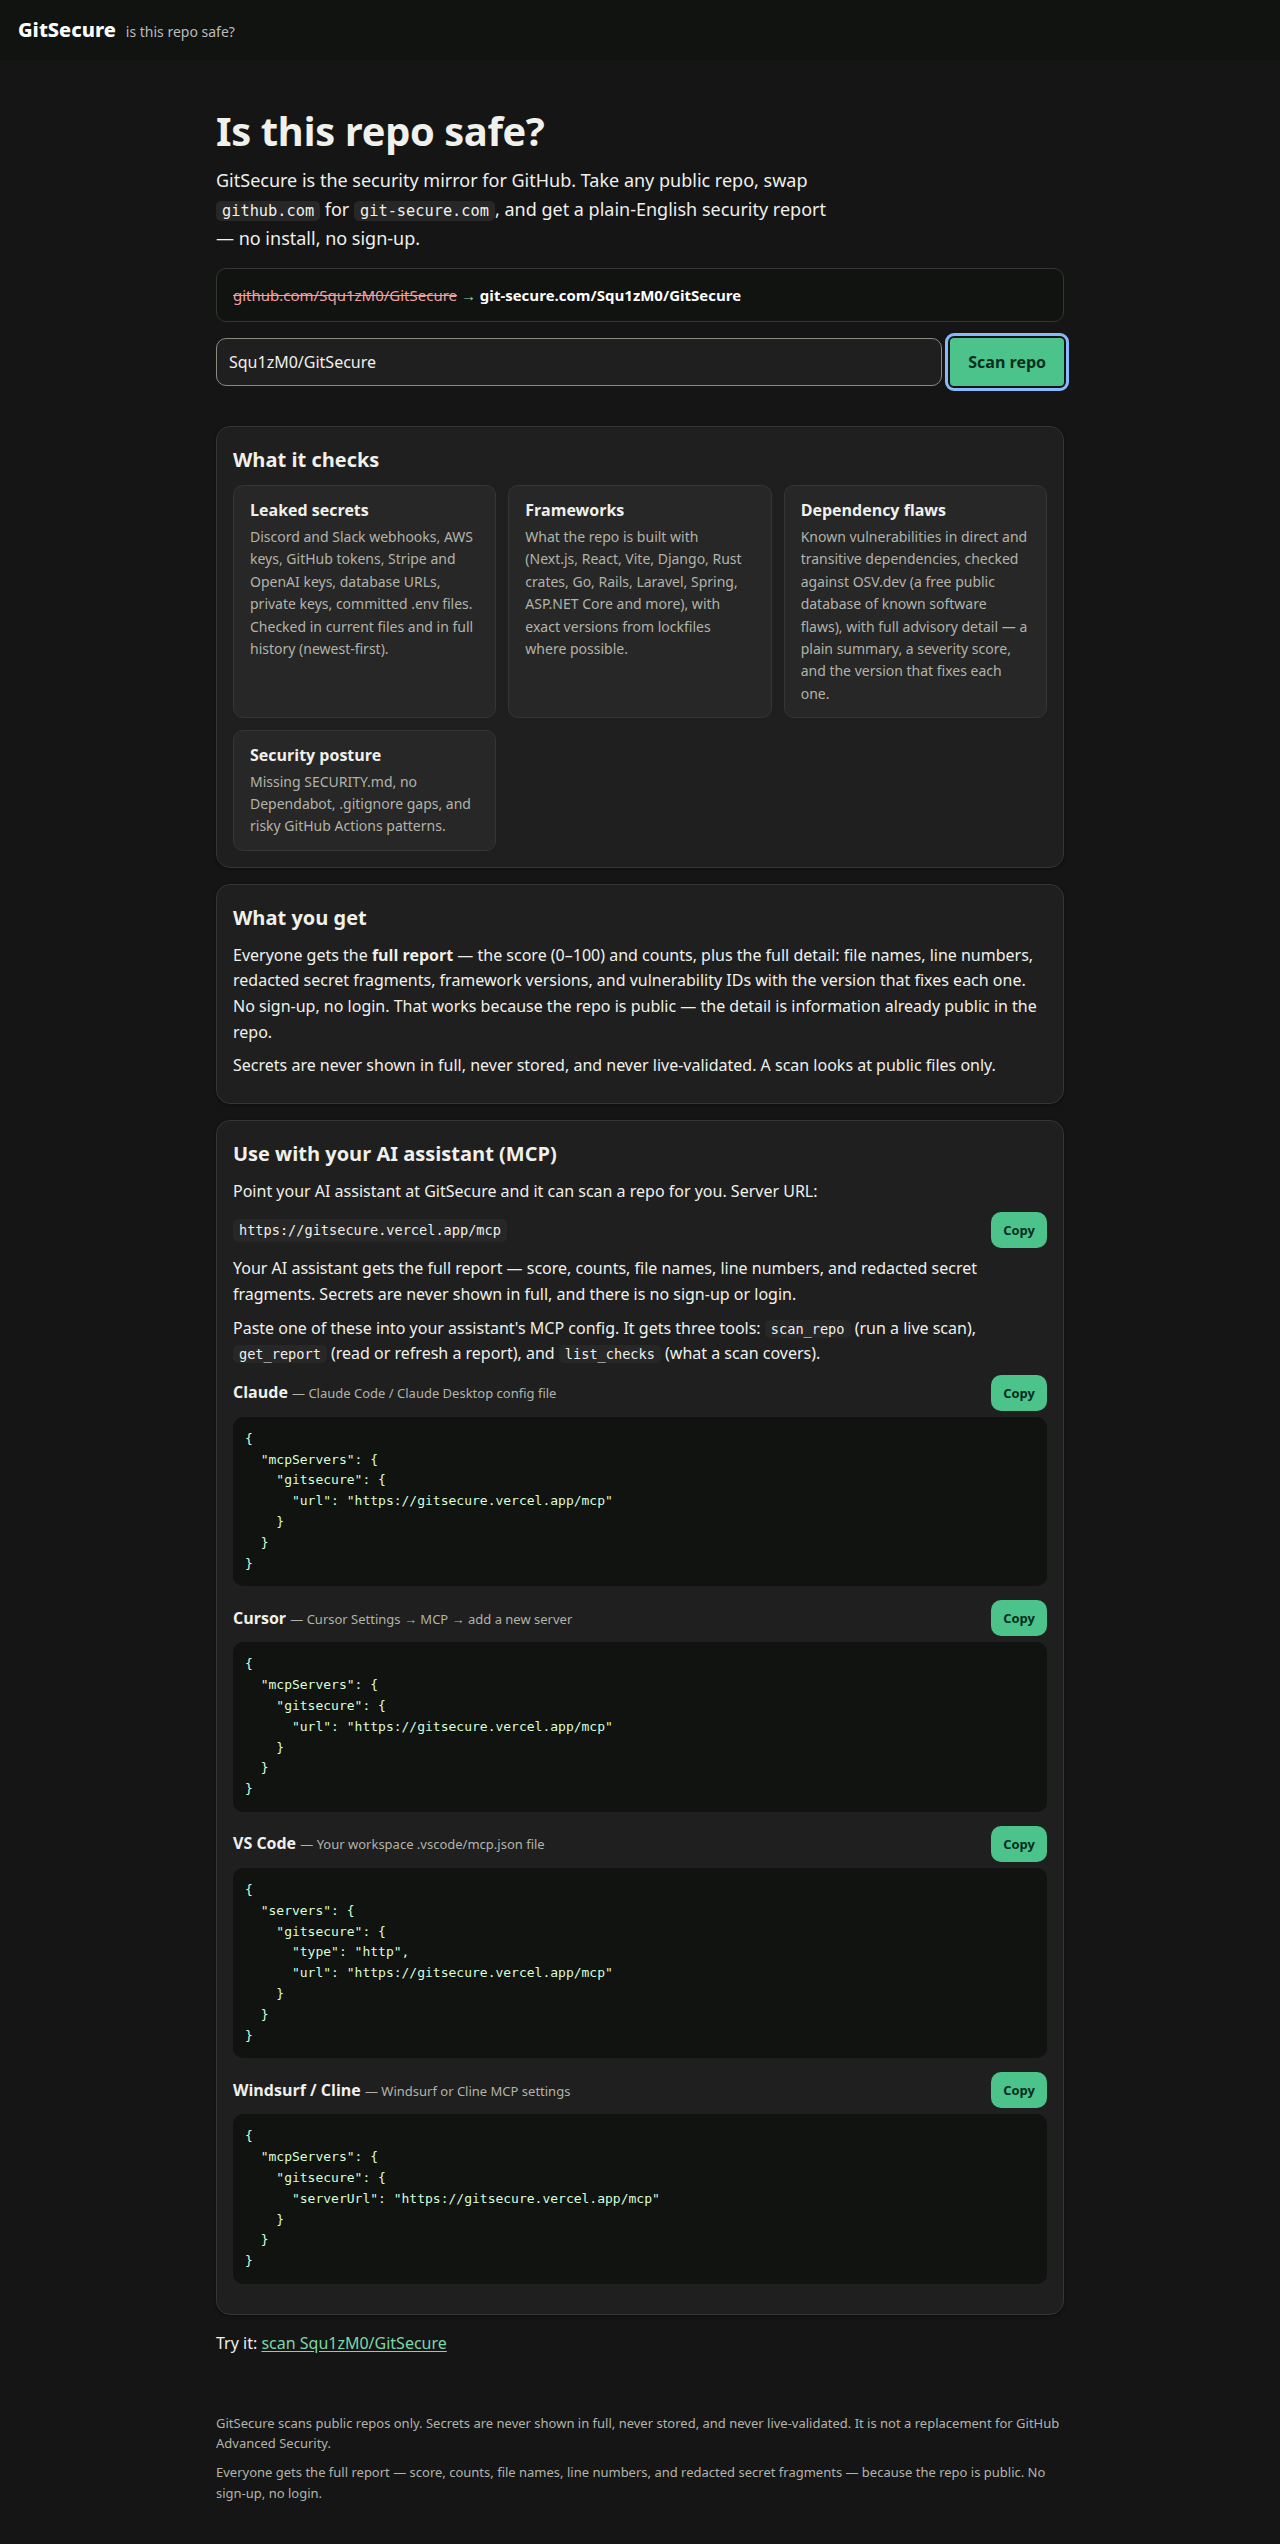 GitSecure is this repo safe?
Is this repo safe?
GitSecure is the security mirror for GitHub. Take any public repo, swap
github.com for git-secure.com, and get a plain-English security report
— no install, no sign-up.
github.com/Squ1zM0/GitSecure → git-secure.com/Squ1zM0/GitSecure
Squ1zM0/GitSecure
Scan repo
What it checks
Leaked secrets
Discord and Slack webhooks, AWS
keys, GitHub tokens, Stripe and
OpenAI keys, database URLs,
private keys, committed .env files.
Checked in current files and in full
history (newest-first).
Frameworks
What the repo is built with
(Next.js, React, Vite, Django, Rust
crates, Go, Rails, Laravel, Spring,
ASP.NET Core and more), with
exact versions from lockfiles
where possible.
Dependency flaws
Known vulnerabilities in direct and
transitive dependencies, checked
against OSV.dev (a free public
database of known software
flaws), with full advisory detail — a
plain summary, a severity score,
and the version that fixes each
one.
Security posture
Missing SECURITY.md, no
Dependabot, .gitignore gaps, and
risky GitHub Actions patterns.
What you get
Everyone gets the full report — the score (0–100) and counts, plus the full detail: file names, line numbers,
redacted secret fragments, framework versions, and vulnerability IDs with the version that fixes each one.
No sign-up, no login. That works because the repo is public — the detail is information already public in the
repo.
Secrets are never shown in full, never stored, and never live-validated. A scan looks at public files only.
Use with your AI assistant (MCP)
Point your AI assistant at GitSecure and it can scan a repo for you. Server URL:
https://gitsecure.vercel.app/mcp
Copy
Your AI assistant gets the full report — score, counts, file names, line numbers, and redacted secret
fragments. Secrets are never shown in full, and there is no sign-up or login.
Paste one of these into your assistant's MCP config. It gets three tools: scan_repo (run a live scan),
get_report (read or refresh a report), and list_checks (what a scan covers).
Claude — Claude Code / Claude Desktop config file
Copy
{
  "mcpServers": {
    "gitsecure": {
      "url": "https://gitsecure.vercel.app/mcp"
    }
  }
}
Cursor — Cursor Settings → MCP → add a new server
Copy
{
  "mcpServers": {
    "gitsecure": {
      "url": "https://gitsecure.vercel.app/mcp"
    }
  }
}
VS Code — Your workspace .vscode/mcp.json file
Copy
{
  "servers": {
    "gitsecure": {
      "type": "http",
      "url": "https://gitsecure.vercel.app/mcp"
    }
  }
}
Windsurf / Cline — Windsurf or Cline MCP settings
Copy
{
  "mcpServers": {
    "gitsecure": {
      "serverUrl": "https://gitsecure.vercel.app/mcp"
    }
  }
}
Try it: scan Squ1zM0/GitSecure
GitSecure scans public repos only. Secrets are never shown in full, never stored, and never live-validated. It is not a replacement for GitHub
Advanced Security.
Everyone gets the full report — score, counts, file names, line numbers, and redacted secret fragments — because the repo is public. No
sign-up, no login.